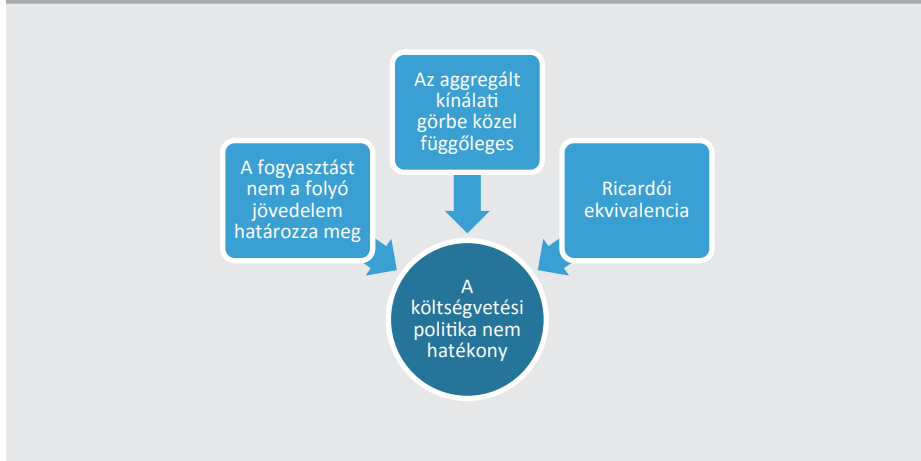 Az aggregált
kínálati
görbe közel
függőleges
A fogyasztást
nem a folyó
jövedelem
határozza meg
Ricardói
ekvivalencia
A
költségvetési
politika nem
hatékony